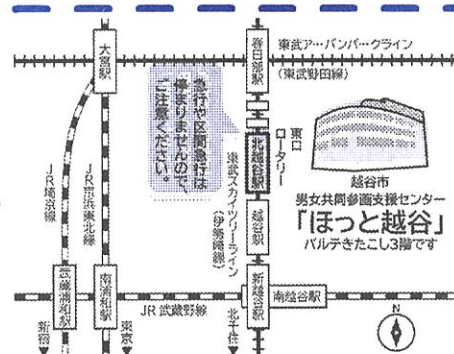 大宮駅
春日部駅
東武アーバンパークライン
(東武野田線)
急行や区間急行は
停まりませんので、
ご注意ください。
北越谷駅
東口
ロータリー
越谷市
男女共同参画支援センター
「ほっと越谷」
パルテきたこし3階です
東武スカイツリーライン
(伊勢崎線)
越谷駅
JR埼京線
JR京浜東北線
武蔵浦和駅
南浦和駅
新越谷駅
南越谷駅
JR武蔵野線
新宿
東京
北千住
N